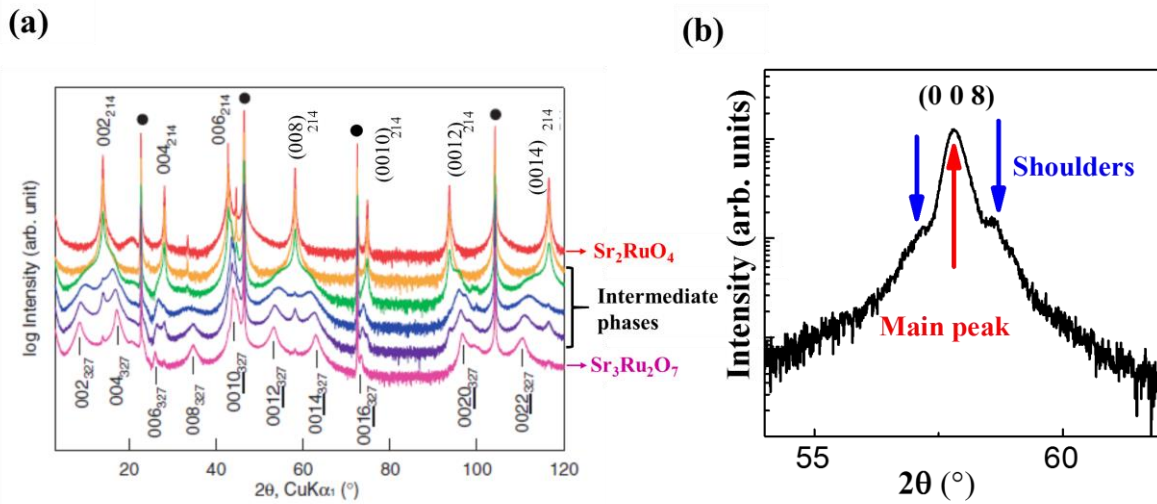 (a)
002₂₁₄
004₂₁₄
006₂₁₄
(008)₂₁₄
(0010)₂₁₄
(0012)₂₁₄
(0014)₂₁₄
log Intensity (arb. unit)
Sr₂RuO₄
Intermediate
phases
Sr₃Ru₂O₇
002₃₂₇
004₃₂₇
006₃₂₇
008₃₂₇
0010₃₂₇
0012₃₂₇
0014₃₂₇
0016₃₂₇
0020₃₂₇
0022₃₂₇
20
40
60
80
100
120
2θ, CuKα₁ (°)
(b)
(0 0 8)
Shoulders
Main peak
Intensity (arb. units)
55
60
2θ (°)